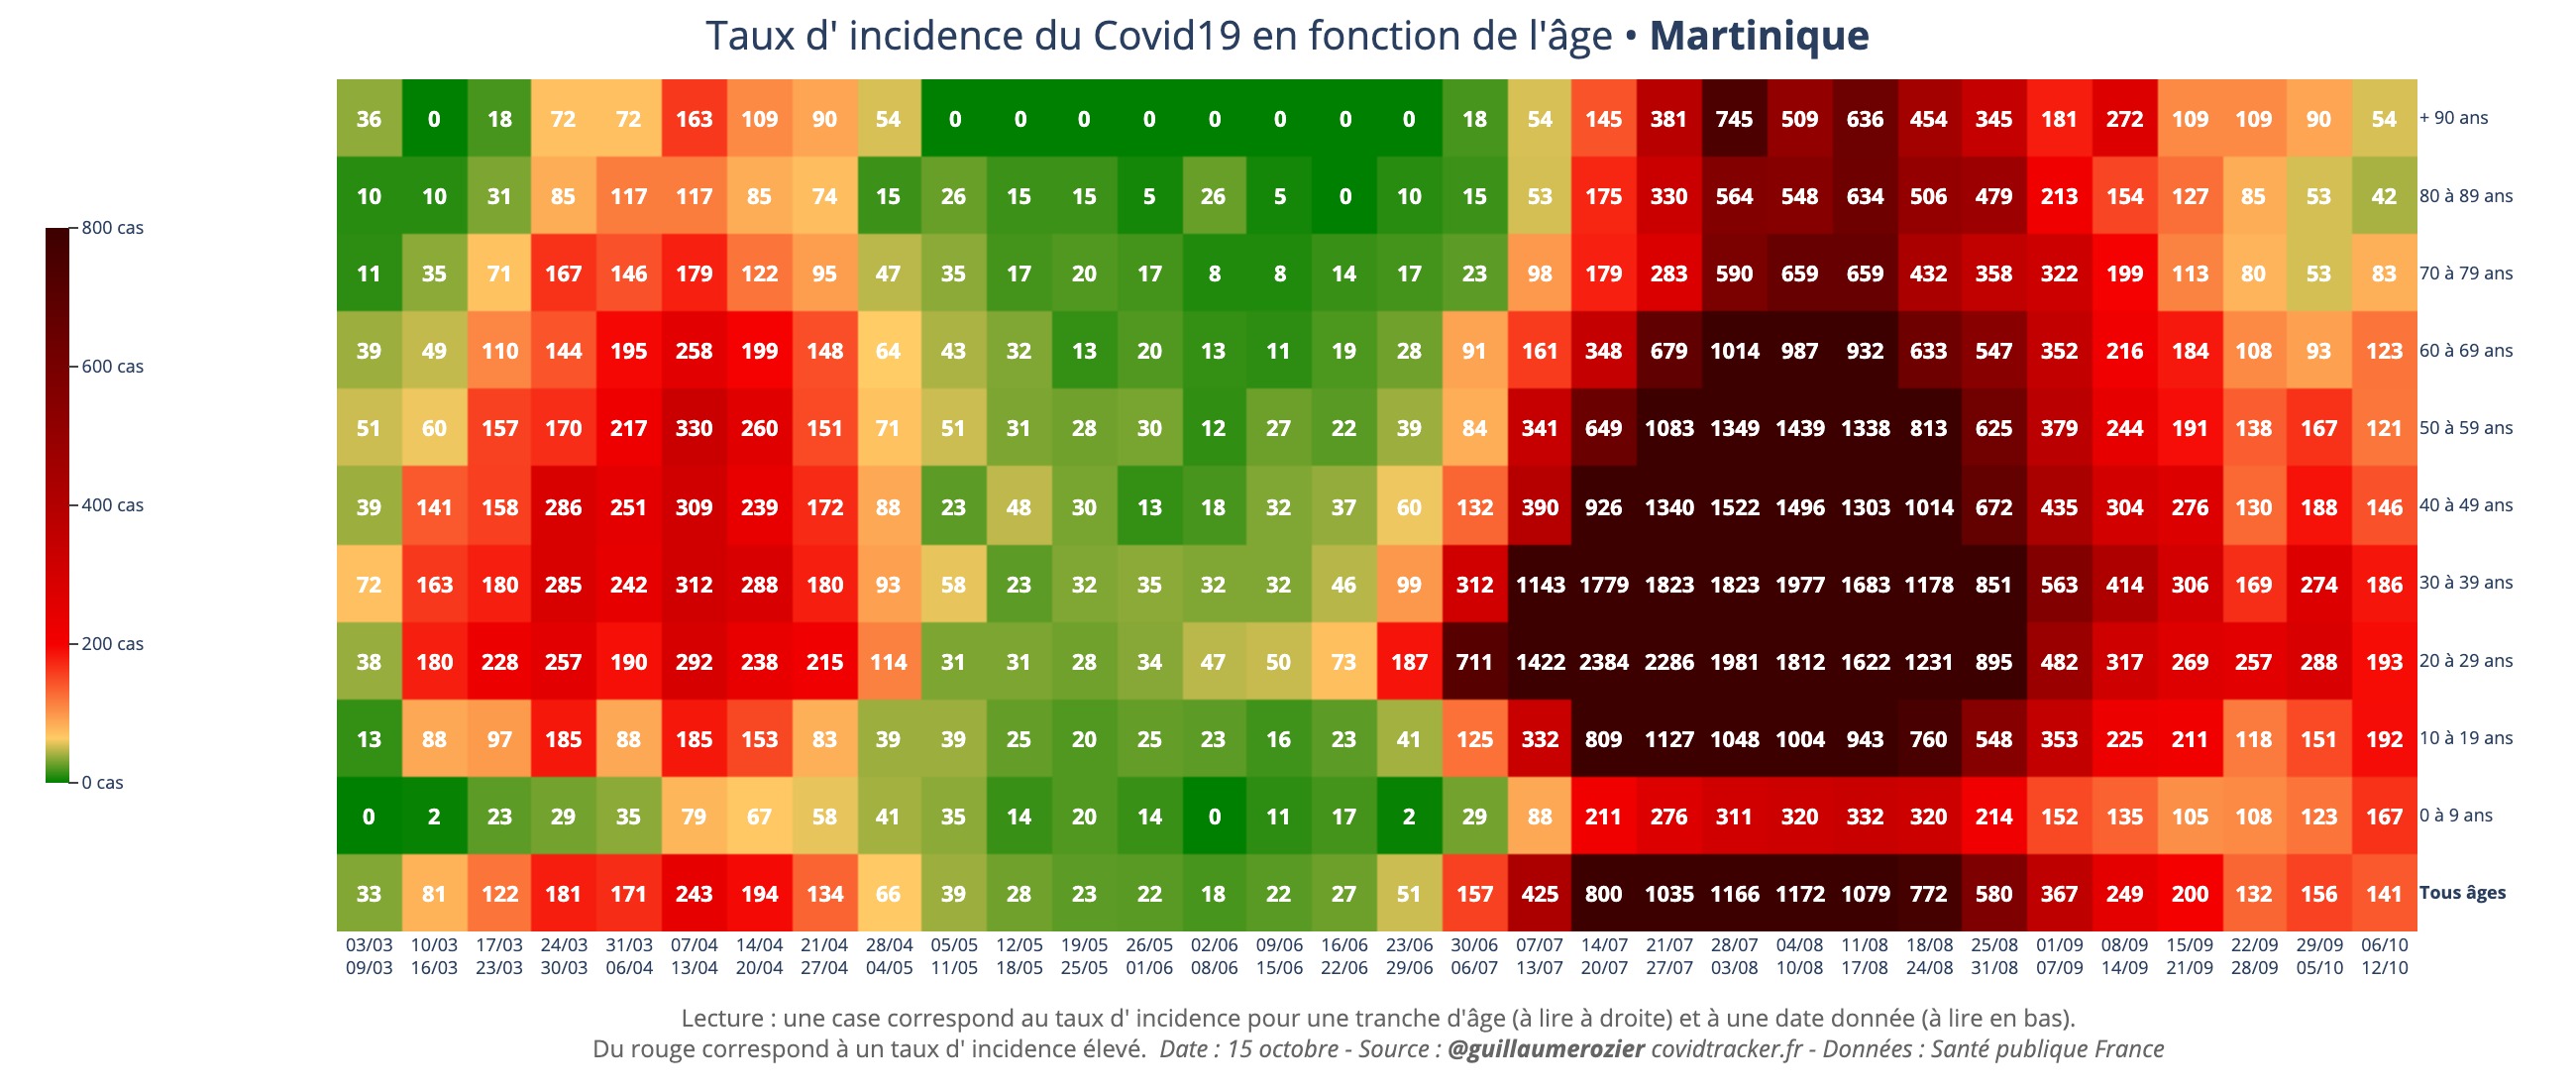 Taux d' incidence du Covid19 en fonction de l'âge • Martinique
800 cas
600 cas
400 cas
200 cas
0 cas
36 0 18 72 72 163 109 90 54 0 0 0 0 0 0 0 0 18 54 145 381 745 509 636 454 345 181 272 109 109 90 54 + 90 ans
10 10 31 85 117 117 85 74 15 26 15 15 5 26 5 0 10 15 53 175 330 564 548 634 506 479 213 154 127 85 53 42 80 à 89 ans
11 35 71 167 146 179 122 95 47 35 17 20 17 8 8 14 17 23 98 179 283 590 659 659 432 358 322 199 113 80 53 83 70 à 79 ans
39 49 110 144 195 258 199 148 64 43 32 13 20 13 11 19 28 91 161 348 679 1014 987 932 633 547 352 216 184 108 93 123 60 à 69 ans
51 60 157 170 217 330 260 151 71 51 31 28 30 12 27 22 39 84 341 649 1083 1349 1439 1338 813 625 379 244 191 138 167 121 50 à 59 ans
39 141 158 286 251 309 239 172 88 23 48 30 13 18 32 37 60 132 390 926 1340 1522 1496 1303 1014 672 435 304 276 130 188 146 40 à 49 ans
72 163 180 285 242 312 288 180 93 58 23 32 35 32 32 46 99 312 1143 1779 1823 1823 1977 1683 1178 851 563 414 306 169 274 186 30 à 39 ans
38 180 228 257 190 292 238 215 114 31 31 28 34 47 50 73 187 711 1422 2384 2286 1981 1812 1622 1231 895 482 317 269 257 288 193 20 à 29 ans
13 88 97 185 88 185 153 83 39 39 25 20 25 23 16 23 41 125 332 809 1127 1048 1004 943 760 548 353 225 211 118 151 192 10 à 19 ans
0 2 23 29 35 79 67 58 41 35 14 20 14 0 11 17 2 29 88 211 276 311 320 332 320 214 152 135 105 108 123 167 0 à 9 ans
33 81 122 181 171 243 194 134 66 39 28 23 22 18 22 27 51 157 425 800 1035 1166 1172 1079 772 580 367 249 200 132 156 141 Tous âges
03/03 10/03 17/03 24/03 31/03 07/04 14/04 21/04 28/04 05/05 12/05 19/05 26/05 02/06 09/06 16/06 23/06 30/06 07/07 14/07 21/07 28/07 04/08 11/08 18/08 25/08 01/09 08/09 15/09 22/09 29/09 06/10
09/03 16/03 23/03 30/03 06/04 13/04 20/04 27/04 04/05 11/05 18/05 25/05 01/06 08/06 15/06 22/06 29/06 06/07 13/07 20/07 27/07 03/08 10/08 17/08 24/08 31/08 07/09 14/09 21/09 28/09 05/10 12/10
Lecture : une case correspond au taux d' incidence pour une tranche d'âge (à lire à droite) et à une date donnée (à lire en bas).
Du rouge correspond à un taux d' incidence élevé. Date : 15 octobre - Source : @guillaumerozier covidtracker.fr - Données : Santé publique France